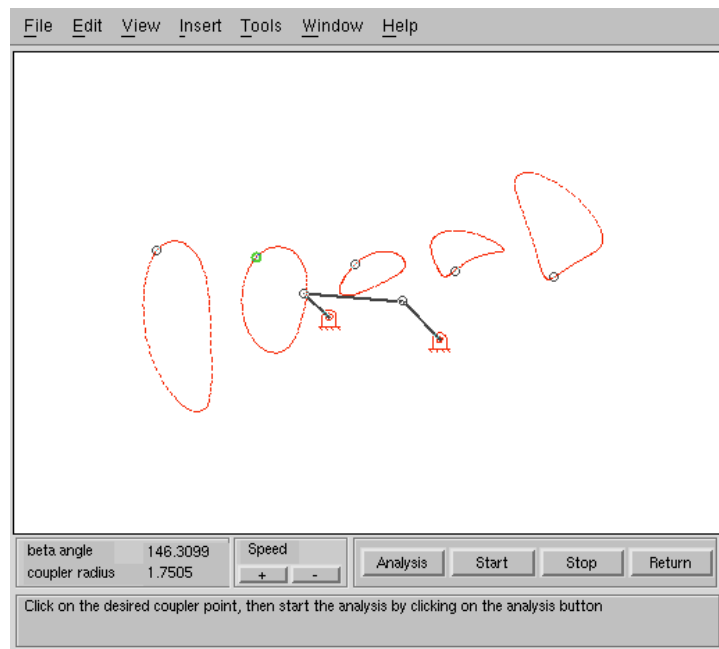 File Edit View Insert Tools Window Help
beta angle 146.3099
coupler radius 1.7505
Speed
+ -
Analysis Start Stop Return
Click on the desired coupler point, then start the analysis by clicking on the analysis button